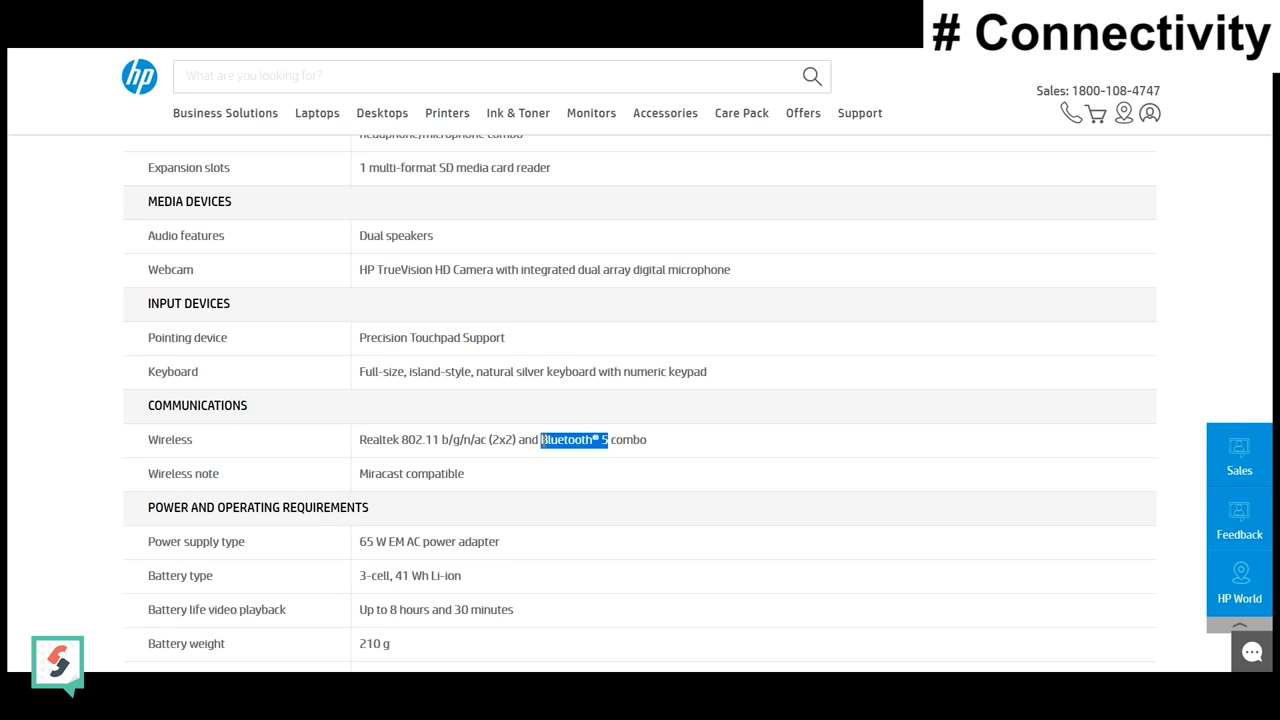 # Connectivity
hp
What are you looking for?
Sales: 1800-108-4747
Business Solutions Laptops Desktops Printers Ink & Toner Monitors Accessories Care Pack Offers Support
Headphone/microphone combo
Expansion slots 1 multi-format SD media card reader
MEDIA DEVICES
Audio features Dual speakers
Webcam HP TrueVision HD Camera with integrated dual array digital microphone
INPUT DEVICES
Pointing device Precision Touchpad Support
Keyboard Full-size, island-style, natural silver keyboard with numeric keypad
COMMUNICATIONS
Wireless Realtek 802.11 b/g/n/ac (2x2) and Bluetooth® 5 combo
Wireless note Miracast compatible
POWER AND OPERATING REQUIREMENTS
Power supply type 65 W EM AC power adapter
Battery type 3-cell, 41 Wh Li-ion
Battery life video playback Up to 8 hours and 30 minutes
Battery weight 210 g
Sales
Feedback
HP World